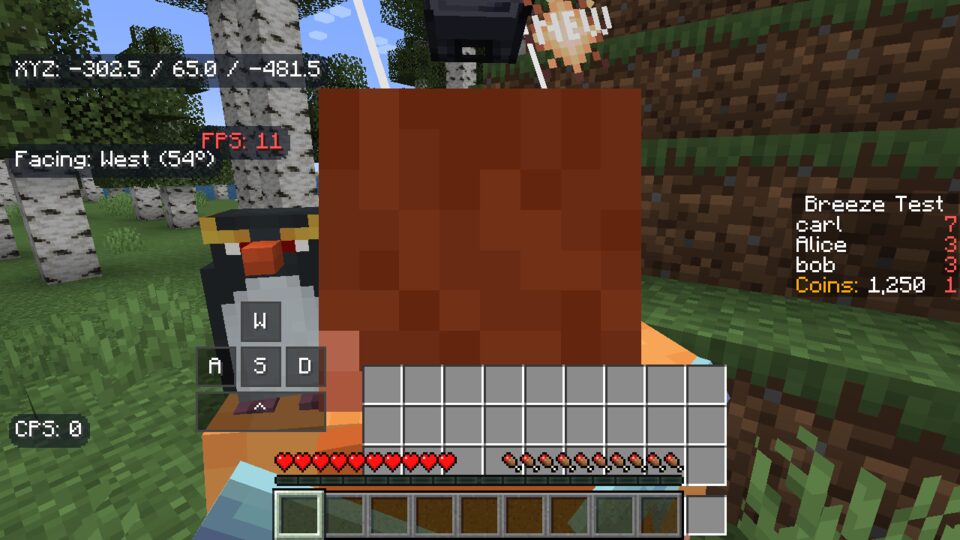 NEW!
XYZ: -302.5 / 65.0 / -481.5
FPS: 11
Facing: West (54°)
Breeze Test
carl 7
Alice 3
bob 3
Coins: 1,250 1
W
A S D
^
CPS: 0